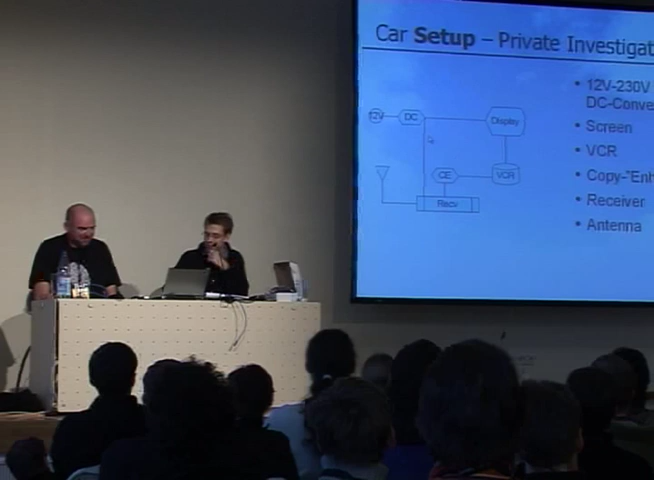 Car Setup – Private Investigat
• 12V-230V
DC-Conve
• Screen
• VCR
• Copy-"Enh
• Receiver
• Antenna
12V
DC
Display
CE
VCR
Recv